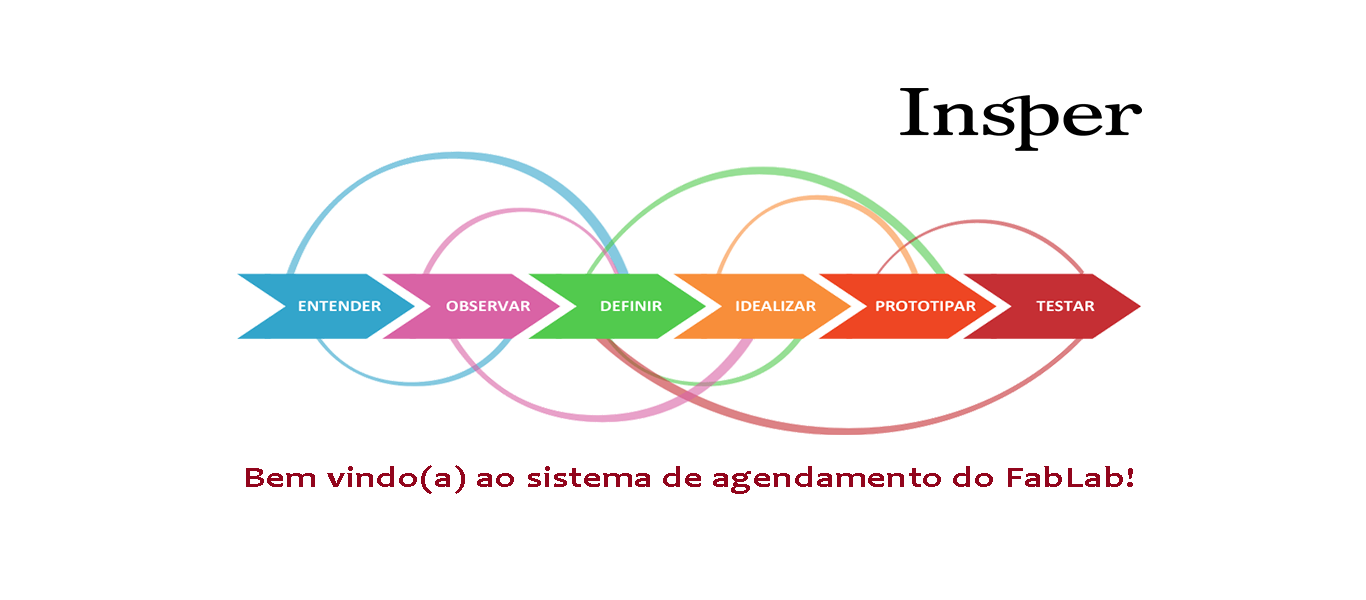 Insper
ENTENDER
OBSERVAR
DEFINIR
IDEALIZAR
PROTOTIPAR
TESTAR
Bem vindo(a) ao sistema de agendamento do FabLab!